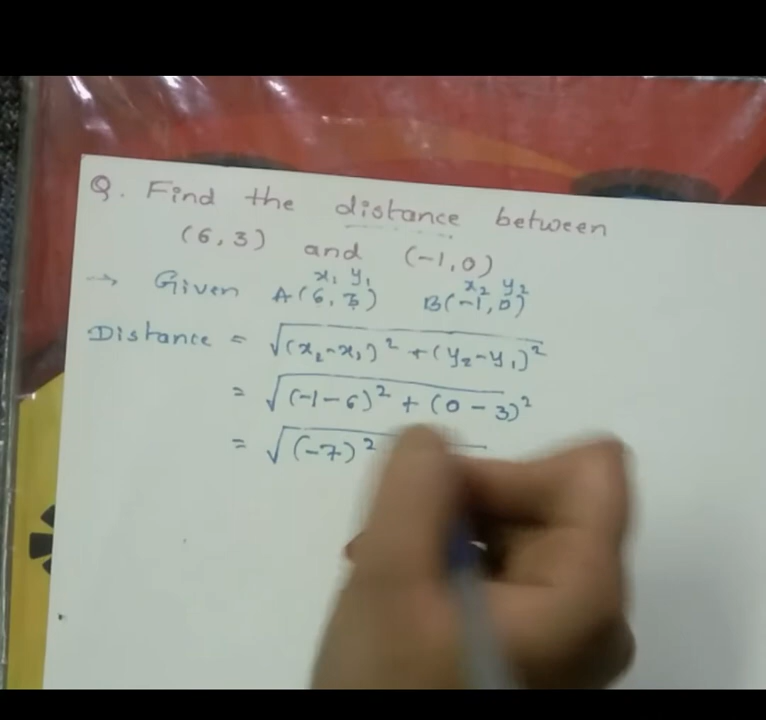 Q. Find the distance between
(6,3) and (-1,0)
x₁ y₁ x₂ y₂
→ Given A(6,3) B(-1,0)
Distance = √(x₂-x₁)² + (y₂-y₁)²
= √(-1-6)² + (0-3)²
= √(-7)²